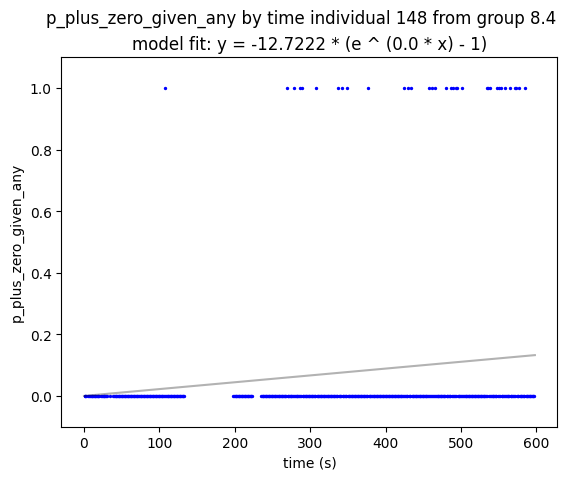 p_plus_zero_given_any by time individual 148 from group 8.4
model fit: y = -12.7222 * (e ^ (0.0 * x) - 1)
1.0
0.8
0.6
0.4
0.2
0.0
p_plus_zero_given_any
0 100 200 300 400 500 600
time (s)